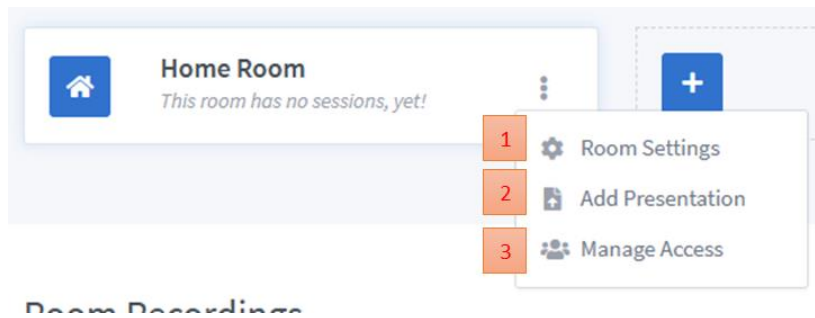 Home Room
This room has no sessions, yet!
+
1 Room Settings
2 Add Presentation
3 Manage Access
Room Recordings